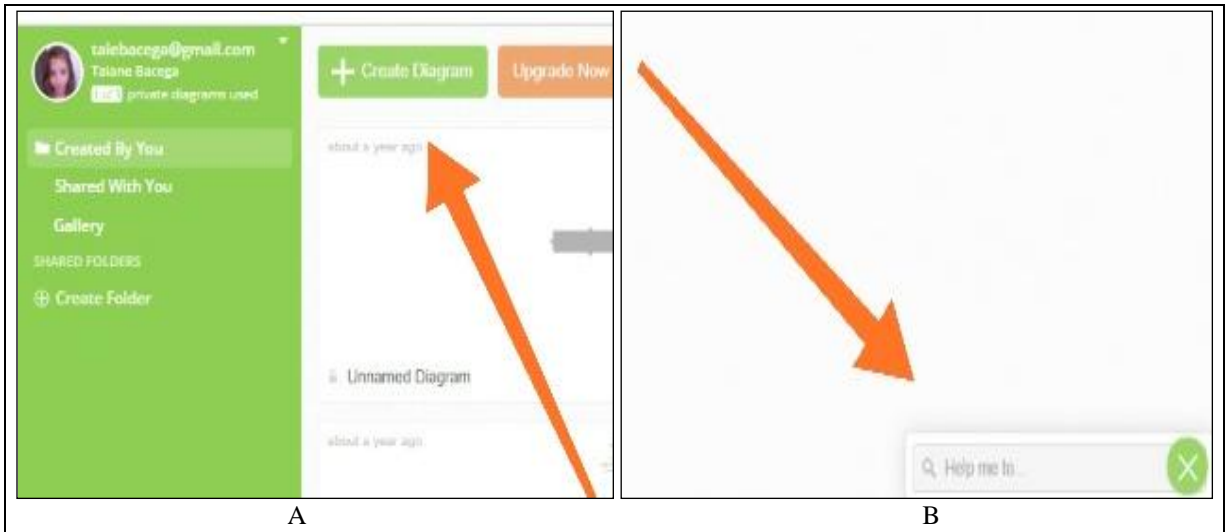 talebacega@gmail.com
Taiane Bacega
private diagrams used
Created By You
Shared With You
Gallery
SHARED FOLDERS
Create Folder
Create Diagram
Upgrade Now
about a year ago
Unnamed Diagram
about a year ago
Help me to...
A
B